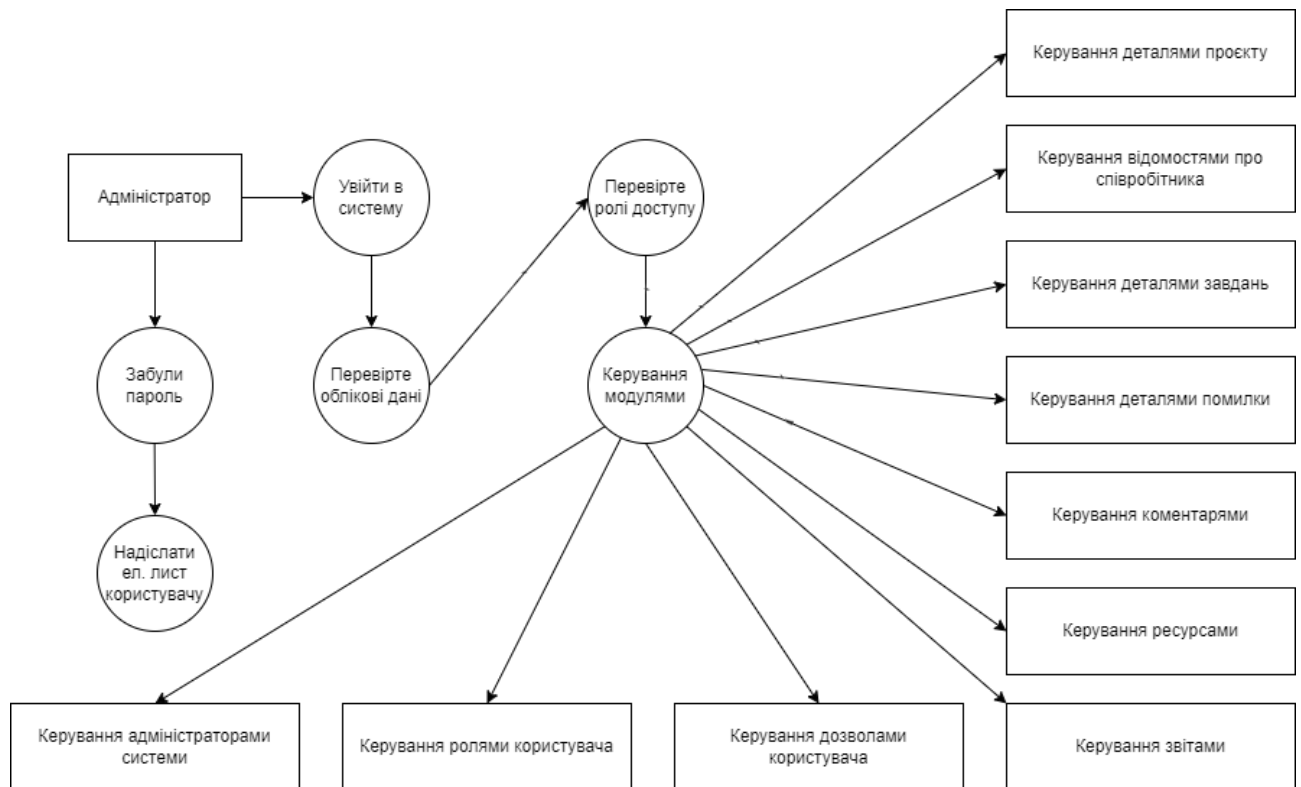 Керування деталями проєкту
Керування відомостями про
співробітника
Адміністратор
Увійти в
систему
Перевірте
ролі доступу
Керування деталями завдань
Забули
пароль
Перевірте
облікові дані
Керування
модулями
Керування деталями помилки
Керування коментарями
Надіслати
ел. лист
користувачу
Керування ресурсами
Керування адміністраторами
системи
Керування ролями користувача
Керування дозволами
користувача
Керування звітами